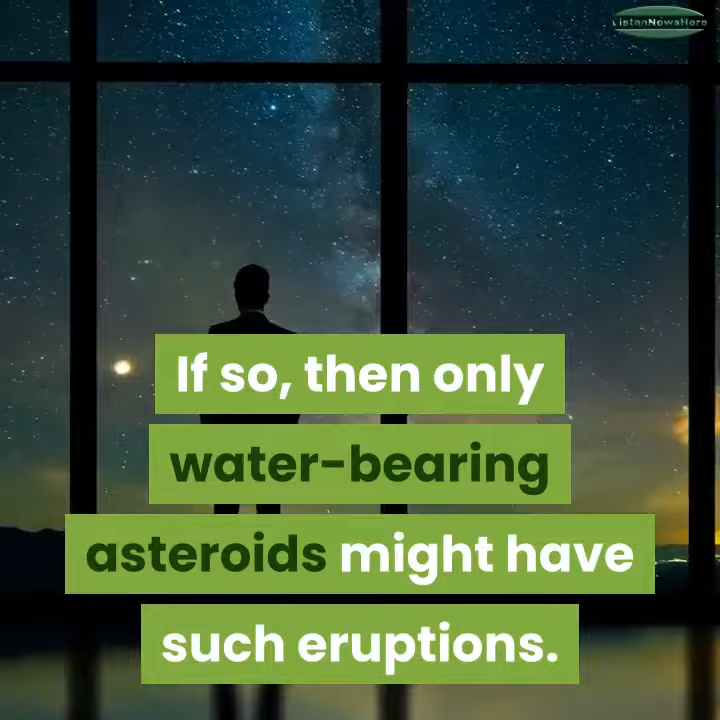 ListenNewsHere
If so, then only
water-bearing
asteroids might have
such eruptions.